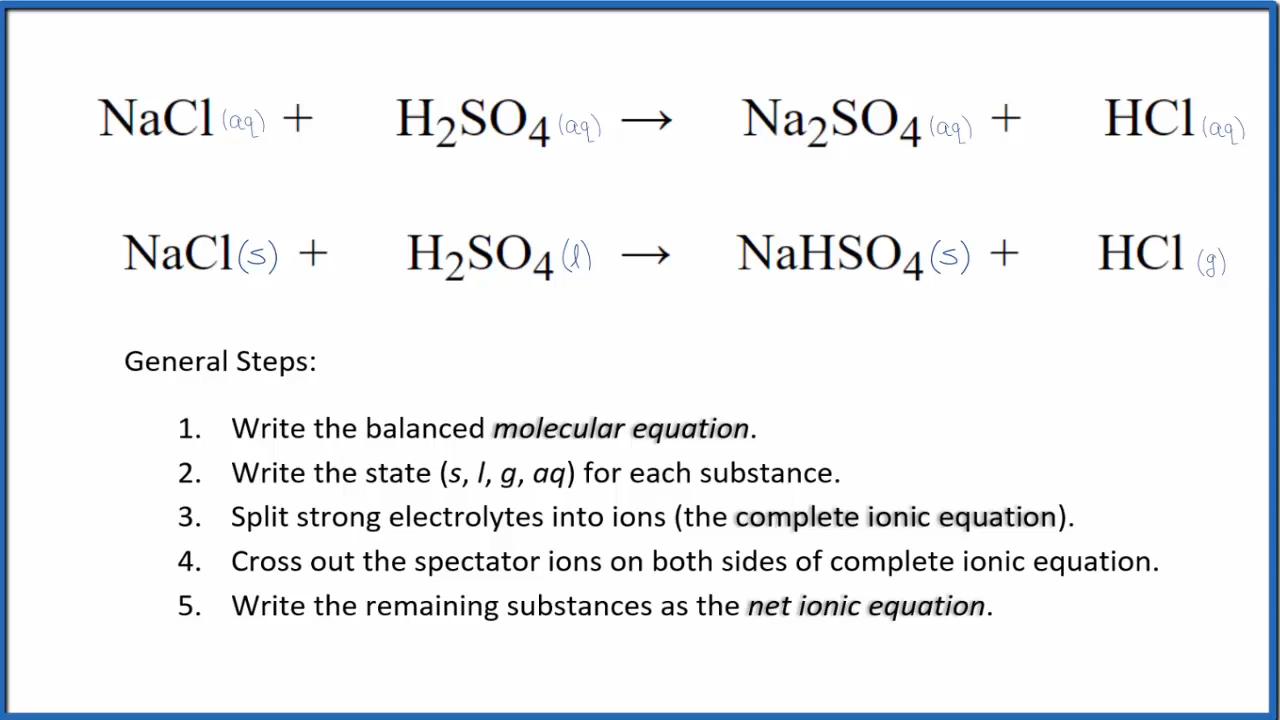 NaCl(aq) + H₂SO₄(aq) → Na₂SO₄(aq) + HCl(aq)
NaCl(s) + H₂SO₄(l) → NaHSO₄(s) + HCl(g)
General Steps:
1. Write the balanced molecular equation.
2. Write the state (s, l, g, aq) for each substance.
3. Split strong electrolytes into ions (the complete ionic equation).
4. Cross out the spectator ions on both sides of complete ionic equation.
5. Write the remaining substances as the net ionic equation.